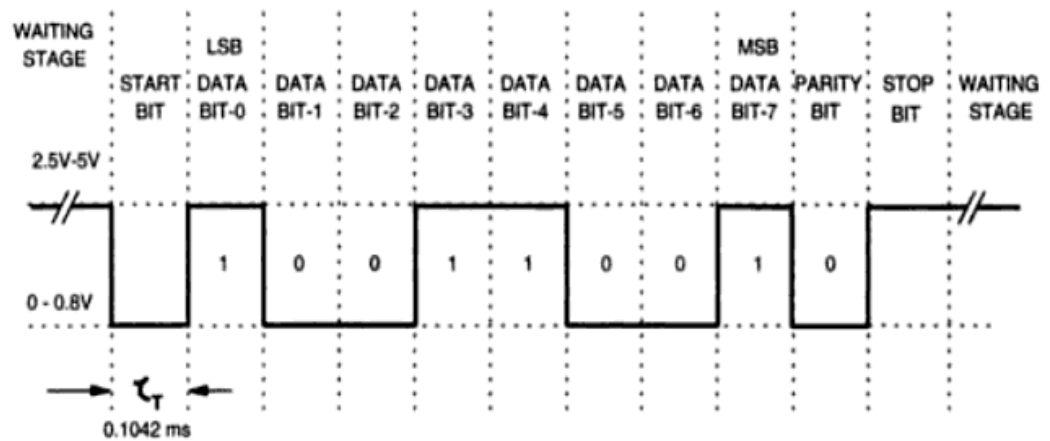 WAITING
STAGE
LSB
MSB
START
BIT
DATA
BIT-0
DATA
BIT-1
DATA
BIT-2
DATA
BIT-3
DATA
BIT-4
DATA
BIT-5
DATA
BIT-6
DATA
BIT-7
PARITY
BIT
STOP
BIT
WAITING
STAGE
2.5V-5V
1 0 0 1 1 0 0 1 0
0 - 0.8V
τT
0.1042 ms